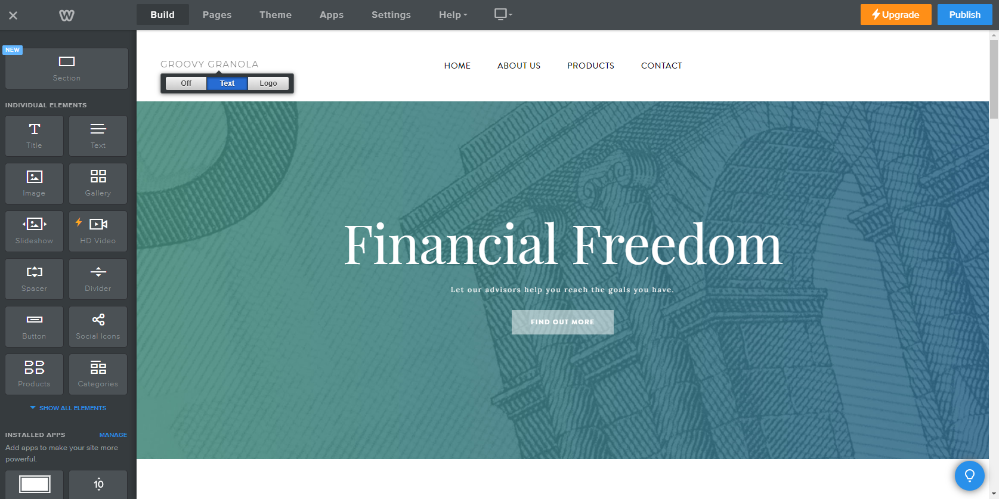 Build
Pages
Theme
Apps
Settings
Help
Upgrade
Publish
NEW
Section
INDIVIDUAL ELEMENTS
Title
Text
Image
Gallery
Slideshow
HD Video
Spacer
Divider
Button
Social Icons
Products
Categories
SHOW ALL ELEMENTS
INSTALLED APPS
MANAGE
Add apps to make your site more
powerful.
10
GROOVY GRANOLA
Off
Text
Logo
HOME
ABOUT US
PRODUCTS
CONTACT
Financial Freedom
Let our advisors help you reach the goals you have.
FIND OUT MORE